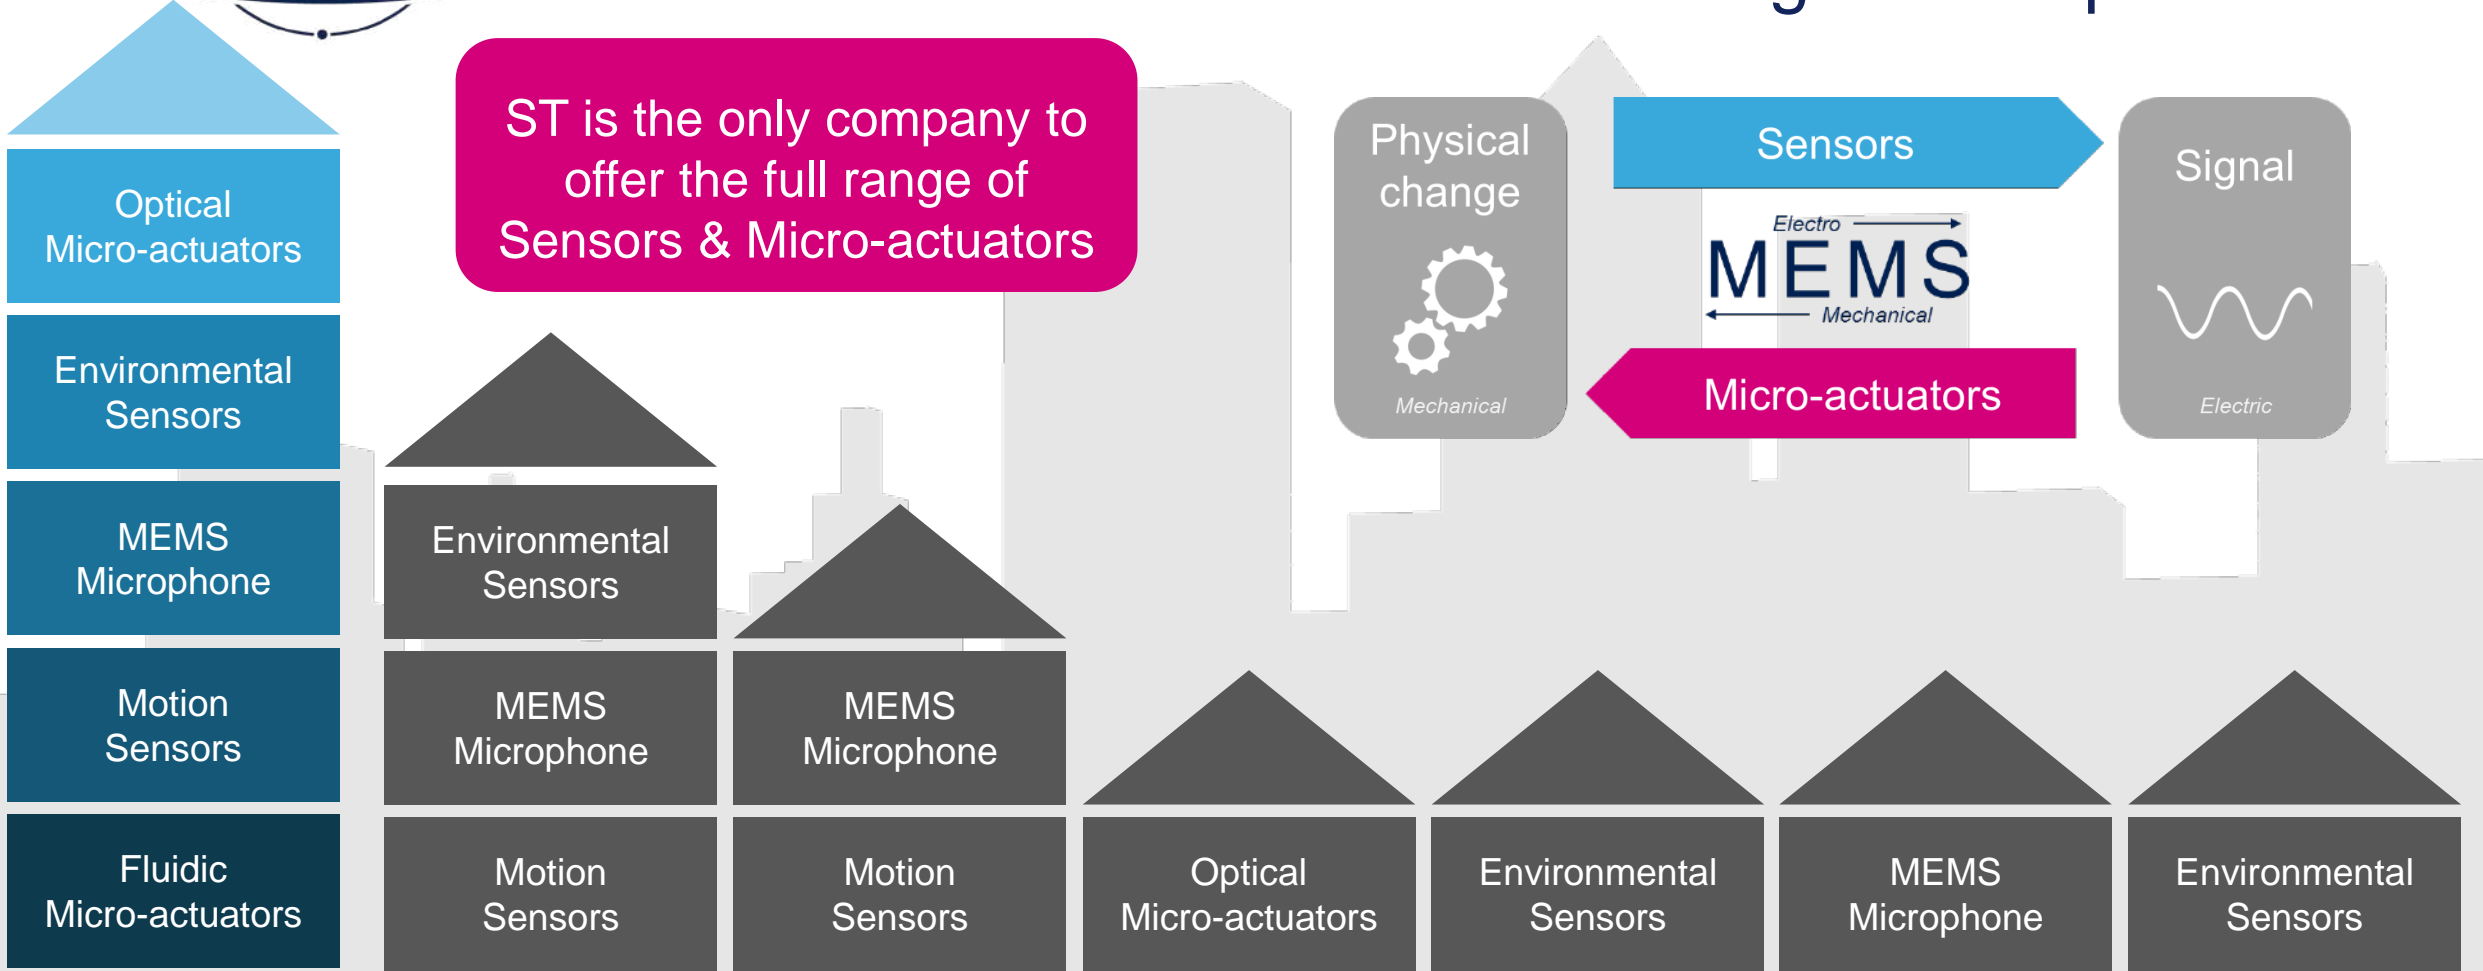 ST is the only company to
offer the full range of
Sensors & Micro-actuators
Physical
change
Mechanical
Sensors
Electro
MEMS
Mechanical
Micro-actuators
Signal
Electric
Optical
Micro-actuators
Environmental
Sensors
MEMS
Microphone
Motion
Sensors
Fluidic
Micro-actuators
Environmental
Sensors
MEMS
Microphone
Motion
Sensors
MEMS
Microphone
Motion
Sensors
Optical
Micro-actuators
Environmental
Sensors
MEMS
Microphone
Environmental
Sensors